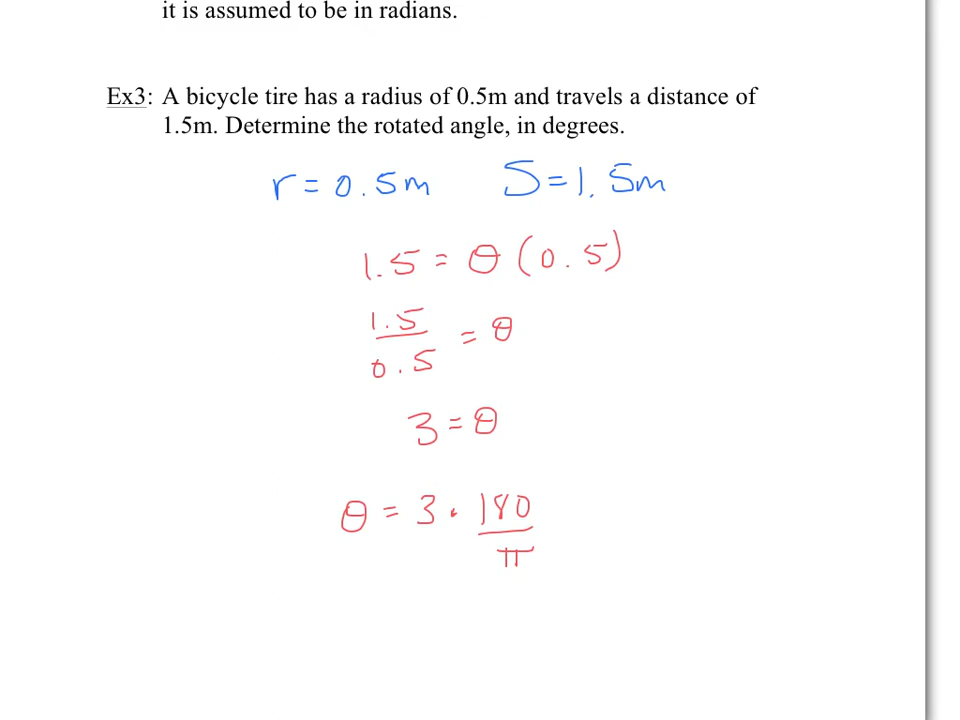 it is assumed to be in radians.
Ex3: A bicycle tire has a radius of 0.5m and travels a distance of
1.5m. Determine the rotated angle, in degrees.
r = 0.5m S = 1.5m
1.5 = θ (0.5)
1.5/0.5 = θ
3 = θ
θ = 3 · 180/π